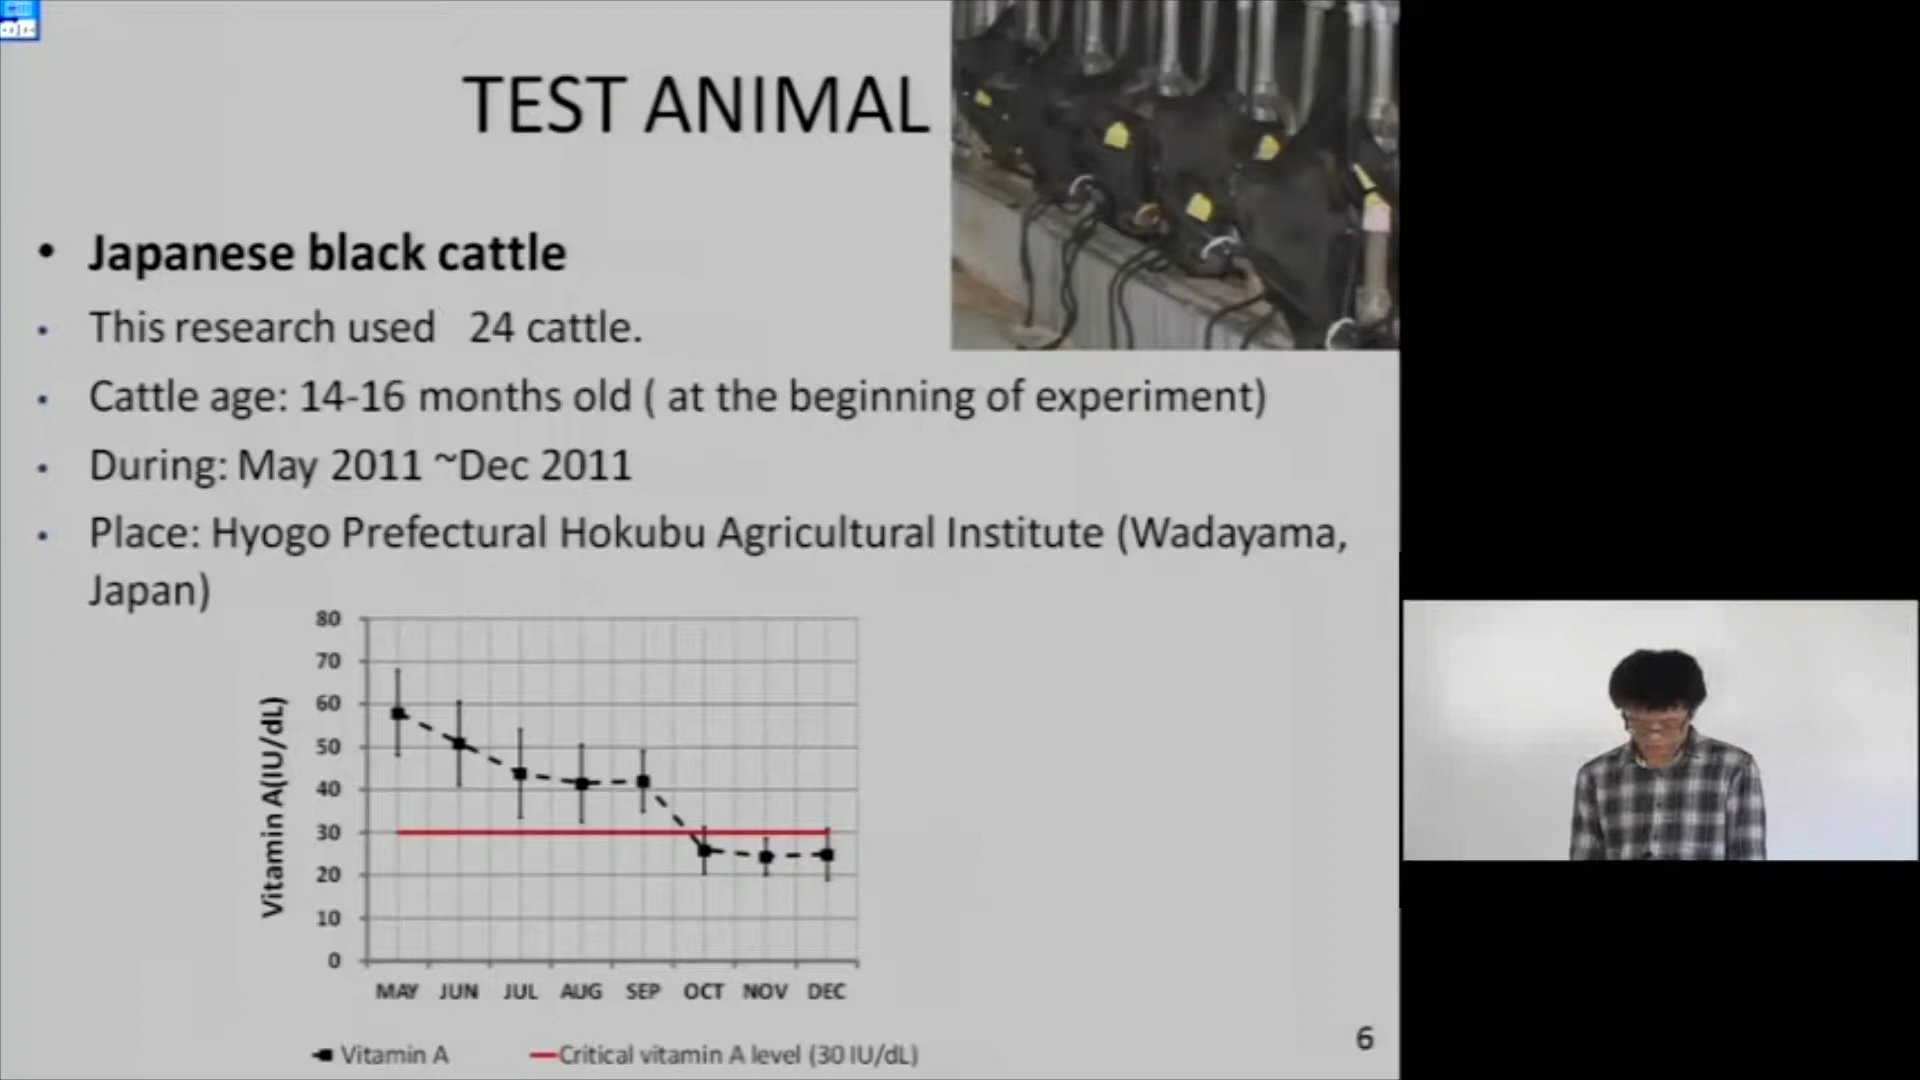 TEST ANIMAL
• Japanese black cattle
• This research used 24 cattle.
• Cattle age: 14-16 months old ( at the beginning of experiment)
• During: May 2011 ~Dec 2011
• Place: Hyogo Prefectural Hokubu Agricultural Institute (Wadayama,
Japan)
Vitamin A(IU/dL)
80
70
60
50
40
30
20
10
0
MAY JUN JUL AUG SEP OCT NOV DEC
Vitamin A Critical vitamin A level (30 IU/dL)
6